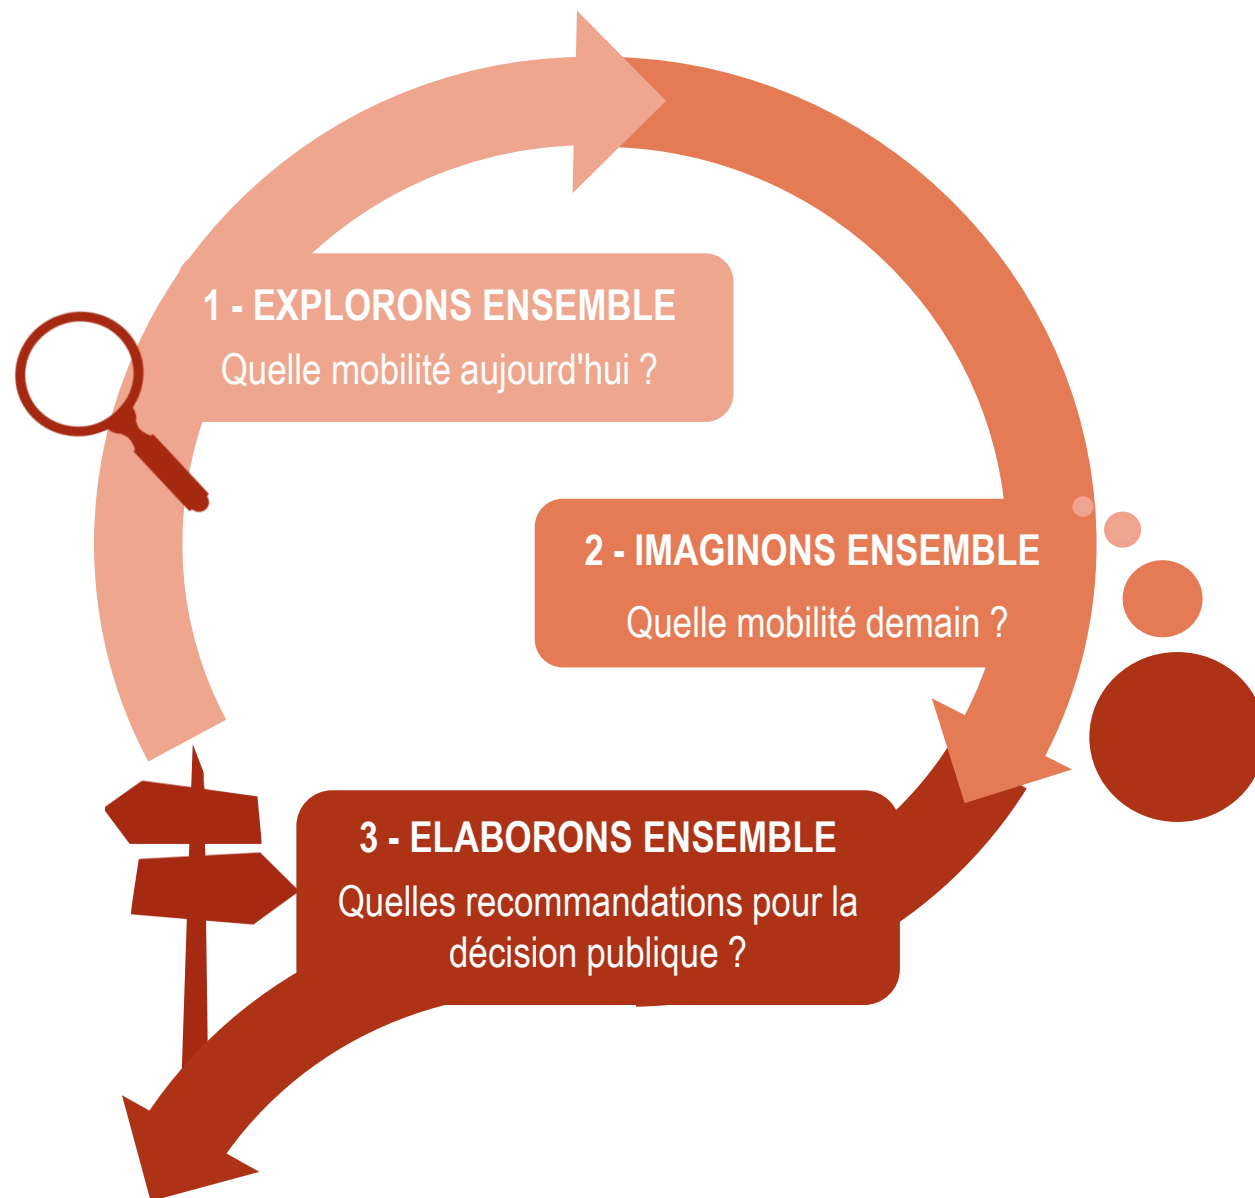 1 - EXPLORONS ENSEMBLE
Quelle mobilité aujourd'hui ?
2 - IMAGINONS ENSEMBLE
Quelle mobilité demain ?
3 - ELABORONS ENSEMBLE
Quelles recommandations pour la
décision publique ?